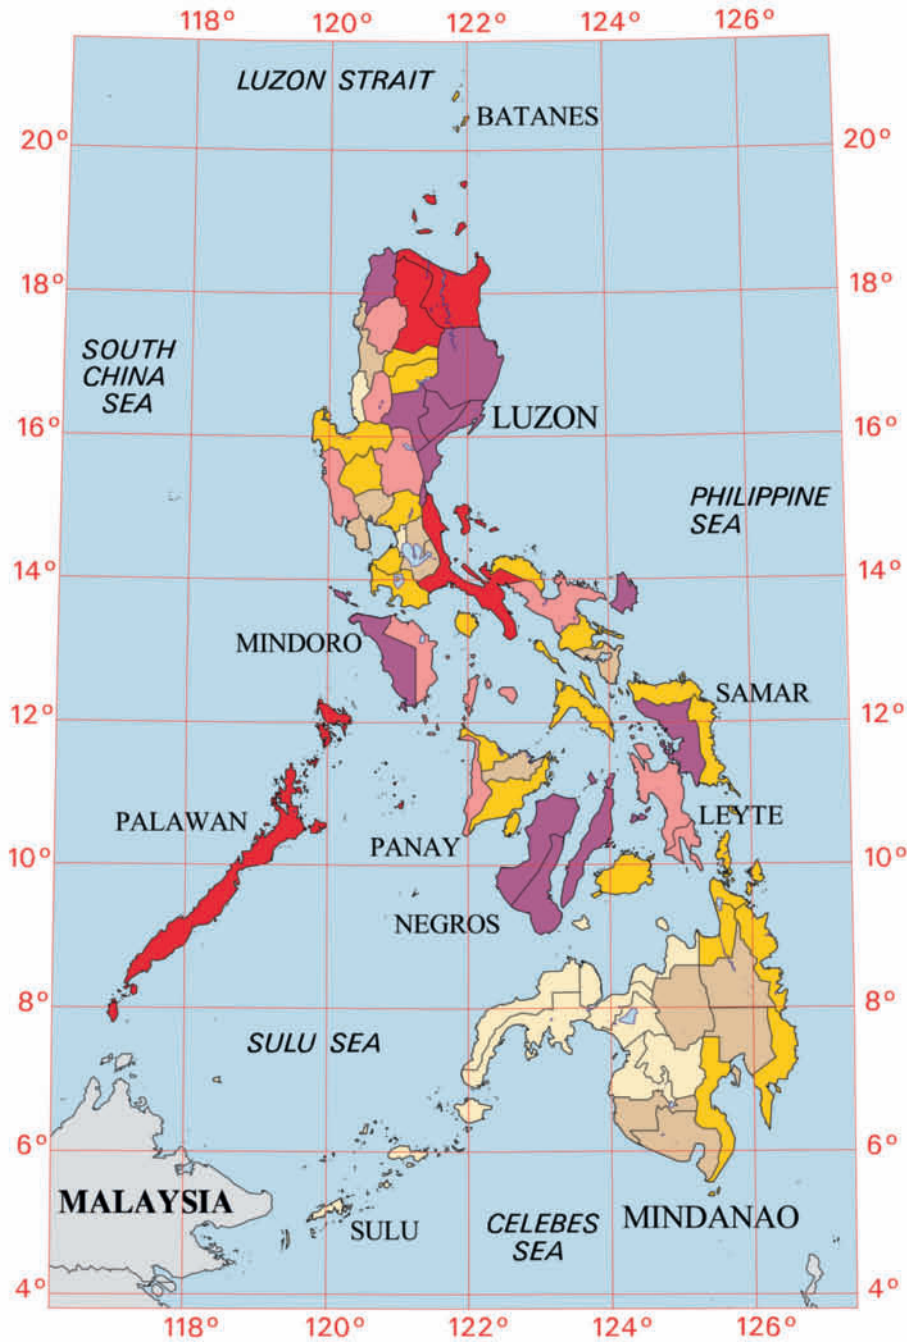 118° 120° 122° 124° 126°
LUZON STRAIT
BATANES
20° 20°
18° 18°
SOUTH
CHINA
SEA
LUZON
16° 16°
PHILIPPINE
SEA
14° 14°
MINDORO
SAMAR
12° 12°
PALAWAN
LEYTE
PANAY
10° 10°
NEGROS
8° 8°
SULU SEA
6° 6°
MALAYSIA
SULU
CELEBES
SEA
MINDANAO
4° 4°
118° 120° 122° 124° 126°